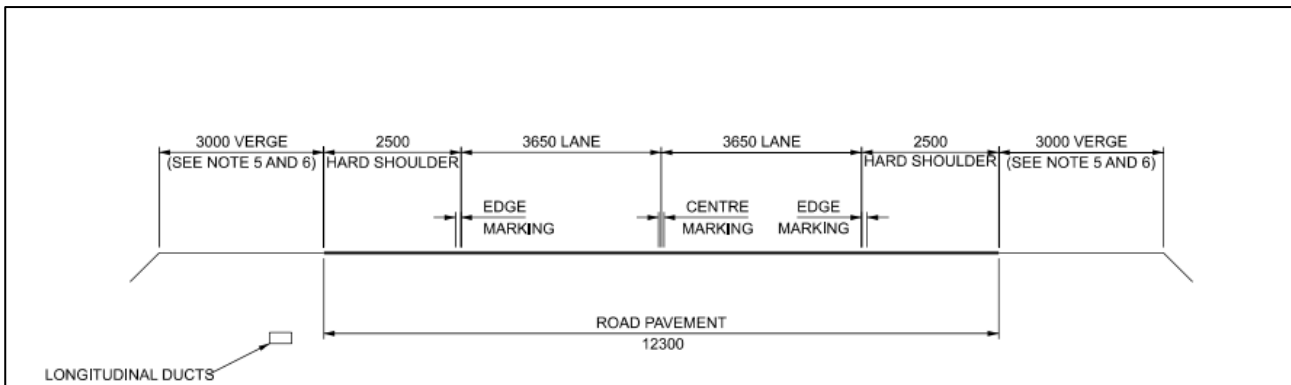 3000 VERGE
(SEE NOTE 5 AND 6)
2500
HARD SHOULDER
3650 LANE
3650 LANE
2500
HARD SHOULDER
3000 VERGE
(SEE NOTE 5 AND 6)
EDGE
MARKING
CENTRE
MARKING
EDGE
MARKING
ROAD PAVEMENT
12300
LONGITUDINAL DUCTS